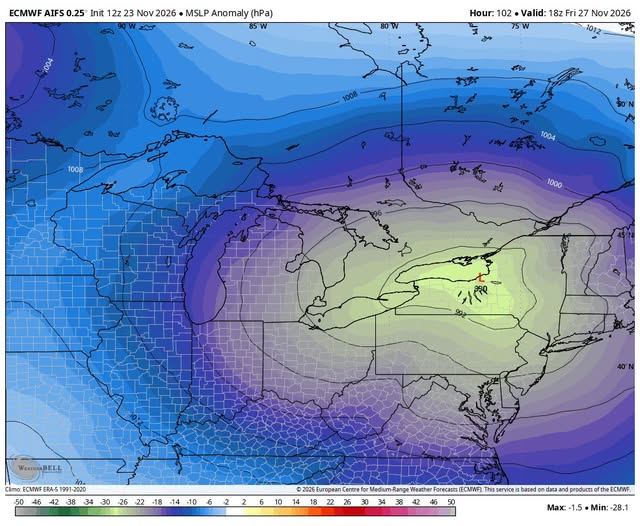 ECMWF AIFS 0.25° Init 12z 23 Nov 2026 • MSLP Anomaly (hPa) Hour: 102 • Valid: 18z Fri 27 Nov 2026
90°W 85°W 80°W 75°W
1012
1004
1008
50°N
1004
1008
1000
996
45°N
L
990
992
40°N
WeatherBELL
Climo: ECMWF ERA-5 1991-2020 © 2026 European Centre for Medium-Range Weather Forecasts (ECMWF). This service is based on data and products of the ECMWF.
-50 -46 -42 -38 -34 -30 -26 -22 -18 -14 -10 -6 -2 2 6 10 14 18 22 26 30 34 38 42 46 50
Max: -1.5 • Min: -28.1